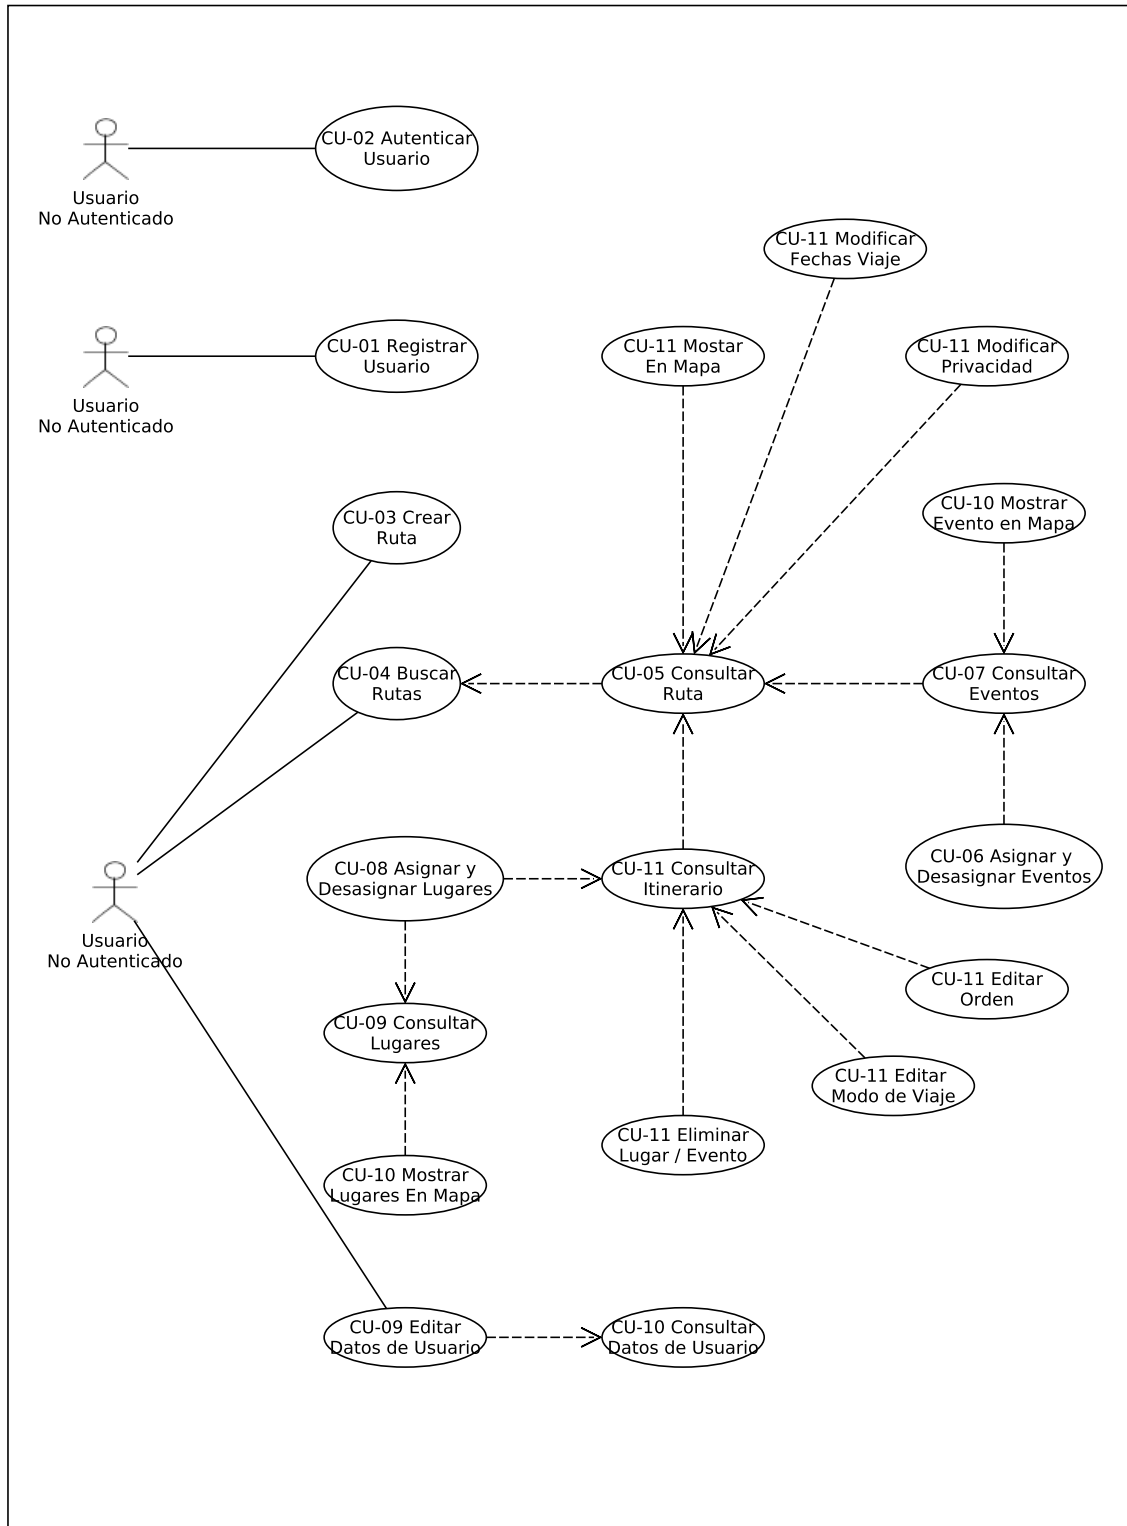 CU-02 Autenticar
Usuario
Usuario
No Autenticado
CU-11 Modificar
Fechas Viaje
CU-01 Registrar
Usuario
CU-11 Mostar
En Mapa
CU-11 Modificar
Privacidad
Usuario
No Autenticado
CU-03 Crear
Ruta
CU-10 Mostrar
Evento en Mapa
CU-04 Buscar
Rutas
CU-05 Consultar
Ruta
CU-07 Consultar
Eventos
CU-08 Asignar y
Desasignar Lugares
CU-11 Consultar
Itinerario
CU-06 Asignar y
Desasignar Eventos
Usuario
No Autenticado
CU-11 Editar
Orden
CU-09 Consultar
Lugares
CU-11 Editar
Modo de Viaje
CU-11 Eliminar
Lugar / Evento
CU-10 Mostrar
Lugares En Mapa
CU-09 Editar
Datos de Usuario
CU-10 Consultar
Datos de Usuario